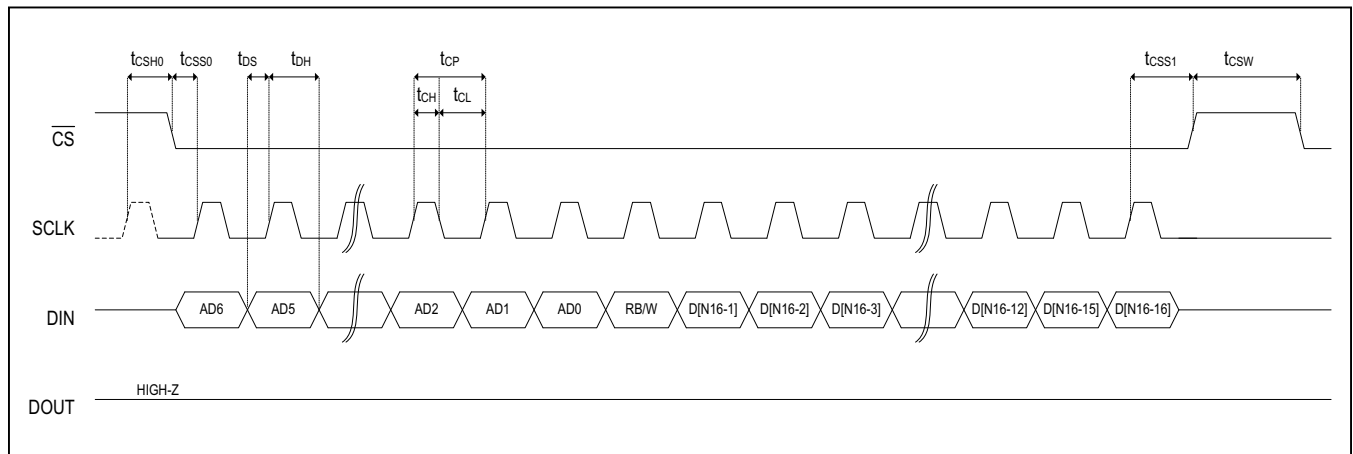 tCSH0 tCSS0 tDS tDH tCP tCSS1 tCSW
tCH tCL
CS
SCLK
DIN AD6 AD5 AD2 AD1 AD0 RB/W D[N16-1] D[N16-2] D[N16-3] D[N16-12] D[N16-15] D[N16-16]
HIGH-Z
DOUT